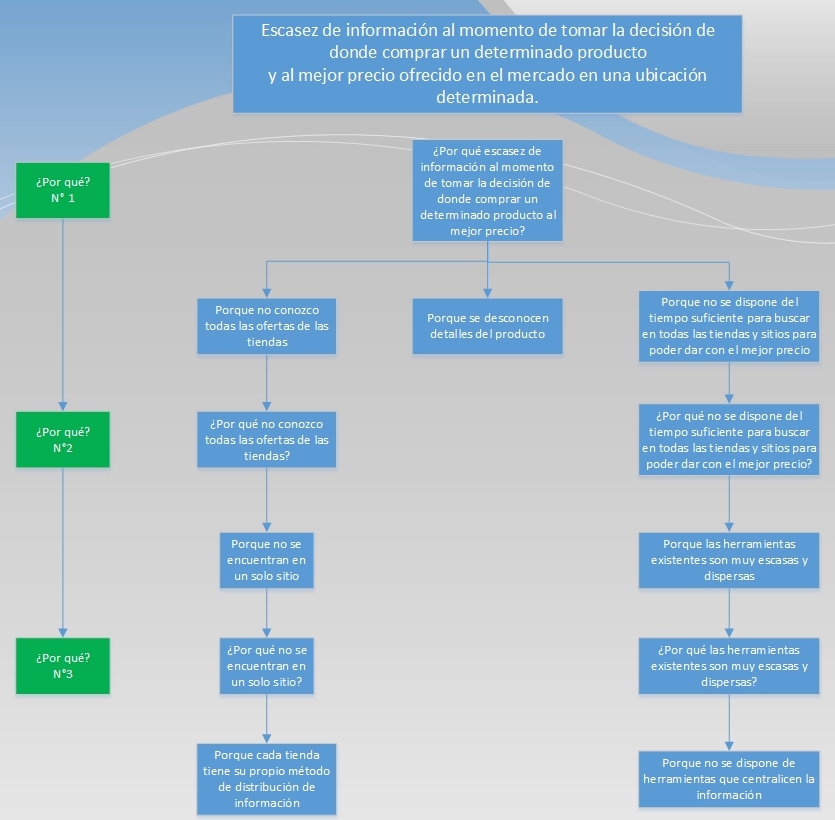 Escasez de información al momento de tomar la decisión de
donde comprar un determinado producto
y al mejor precio ofrecido en el mercado en una ubicación
determinada.
¿Por qué?
N° 1
¿Por qué escasez de
información al momento
de tomar la decisión de
donde comprar un
determinado producto al
mejor precio?
Porque no conozco
todas las ofertas de las
tiendas
Porque se desconocen
detalles del producto
Porque no se dispone del
tiempo suficiente para buscar
en todas las tiendas y sitios para
poder dar con el mejor precio
¿Por qué?
N°2
¿Por qué no conozco
todas las ofertas de las
tiendas?
¿Por qué no se dispone del
tiempo suficiente para buscar
en todas las tiendas y sitios para
poder dar con el mejor precio?
Porque no se
encuentran en
un solo sitio
Porque las herramientas
existentes son muy escasas y
dispersas
¿Por qué?
N°3
¿Por qué no se
encuentran en
un solo sitio?
¿Por qué las herramientas
existentes son muy escasas y
dispersas?
Porque cada tienda
tiene su propio método
de distribución de
información
Porque no se dispone de
herramientas que centralicen la
información